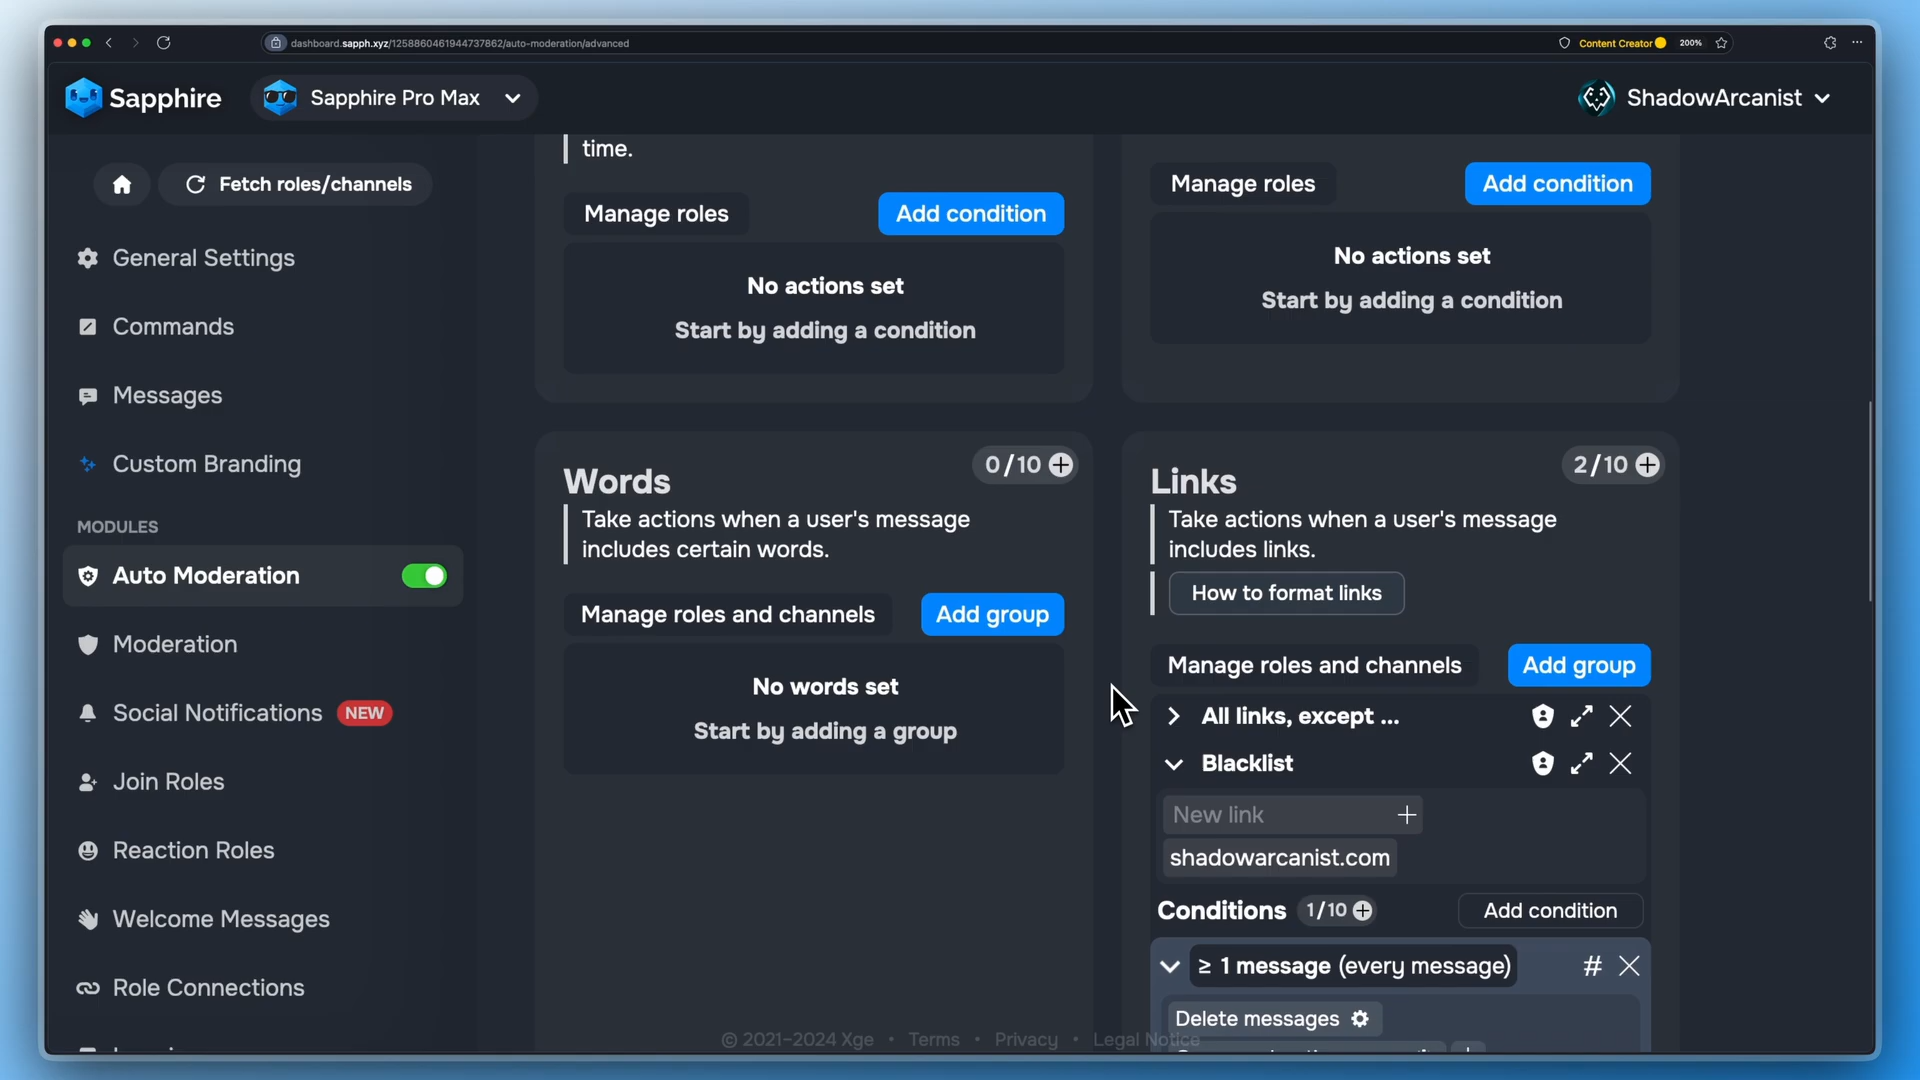 dashboard.sapph.xyz/1258860461944737862/auto-moderation/advanced
Content Creator
200%
Sapphire
Sapphire Pro Max
ShadowArcanist
Fetch roles/channels
General Settings
Commands
Messages
Custom Branding
MODULES
Auto Moderation
Moderation
Social Notifications NEW
Join Roles
Reaction Roles
Welcome Messages
Role Connections
time.
Manage roles
Add condition
No actions set
Start by adding a condition
Manage roles
Add condition
No actions set
Start by adding a condition
Words
0/10
Take actions when a user's message
includes certain words.
Manage roles and channels
Add group
No words set
Start by adding a group
Links
2/10
Take actions when a user's message
includes links.
How to format links
Manage roles and channels
Add group
All links, except ...
Blacklist
New link
shadowarcanist.com
Conditions 1/10
Add condition
≥ 1 message (every message)
#
Delete messages
© 2021–2024 Xge • Terms • Privacy • Legal Notice